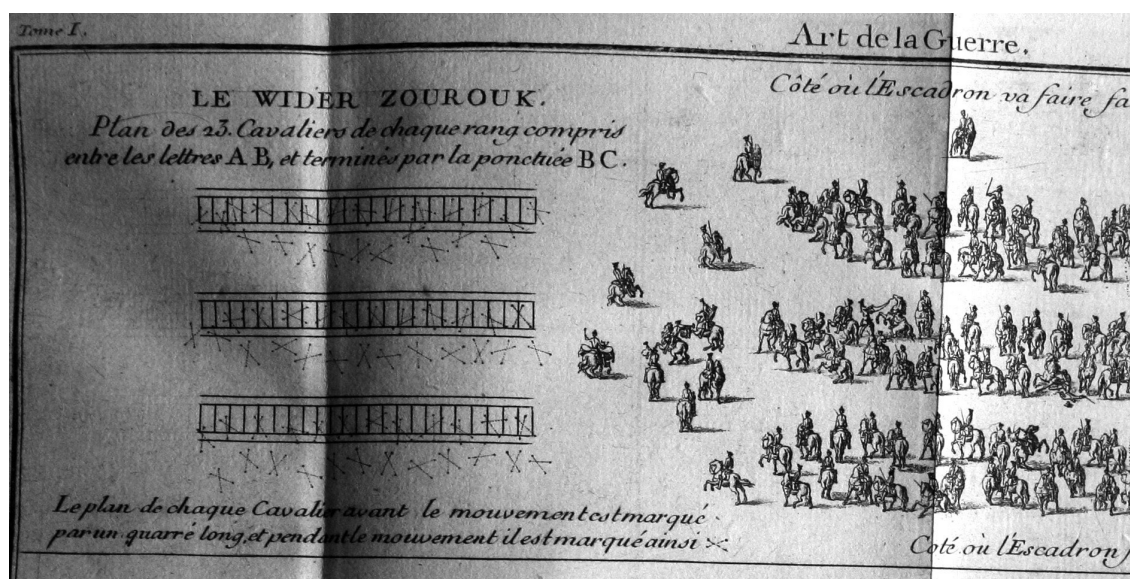 Tome I.
Art de la Guerre.
Côté où l'Escadron va faire fa
LE WIDER ZOUROUK.
Plan des 23. Cavaliers de chaque rang compris
entre les lettres A B, et terminés par la ponctuée B C.
Le plan de chaque Cavalier avant le mouvement est marqué
par un quarré long, et pendant le mouvement il est marqué ainsi
Coté où l'Escadron